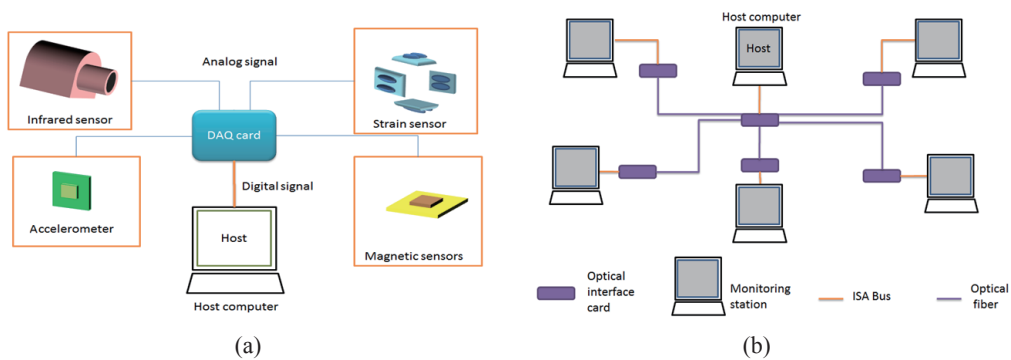 Infrared sensor
Analog signal
Strain sensor
DAQ card
Accelerometer
Digital signal
Host
Magnetic sensors
Host computer
(a)
Host computer
Host
Optical
interface
card
Monitoring
station
ISA Bus
Optical
fiber
(b)